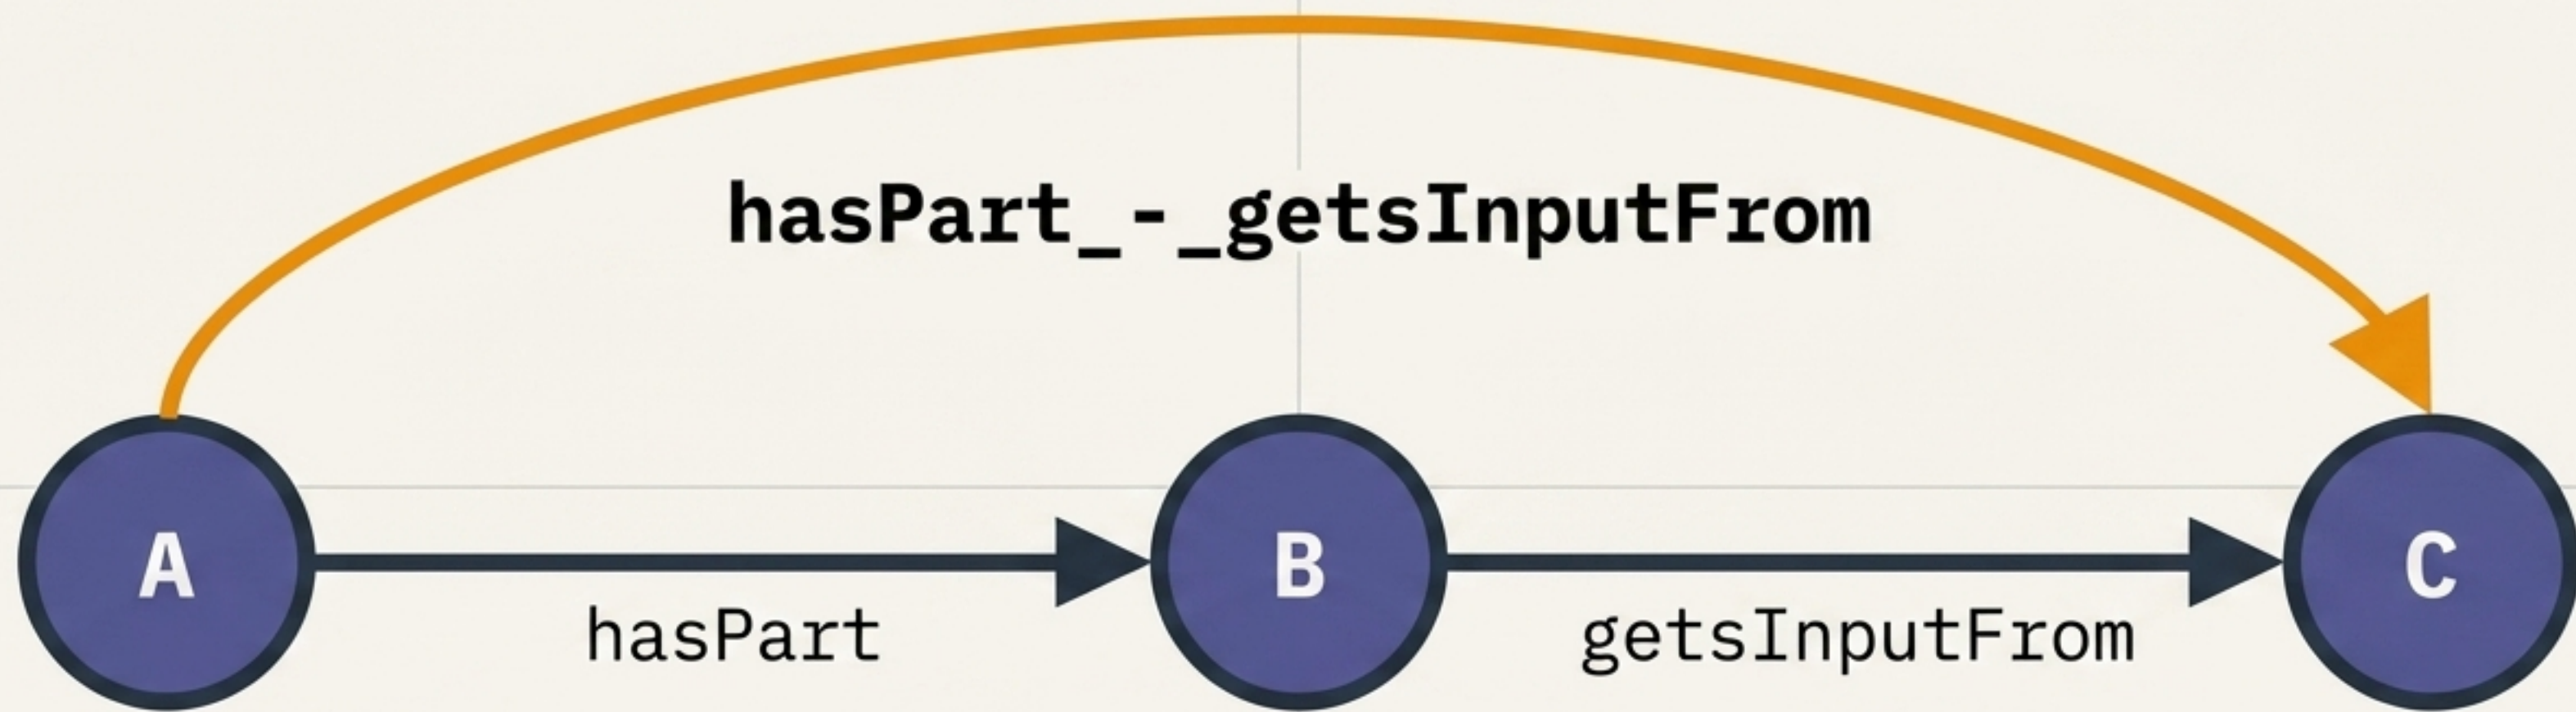 hasPart_-_getsInputFrom
A
B
C
hasPart
getsInputFrom